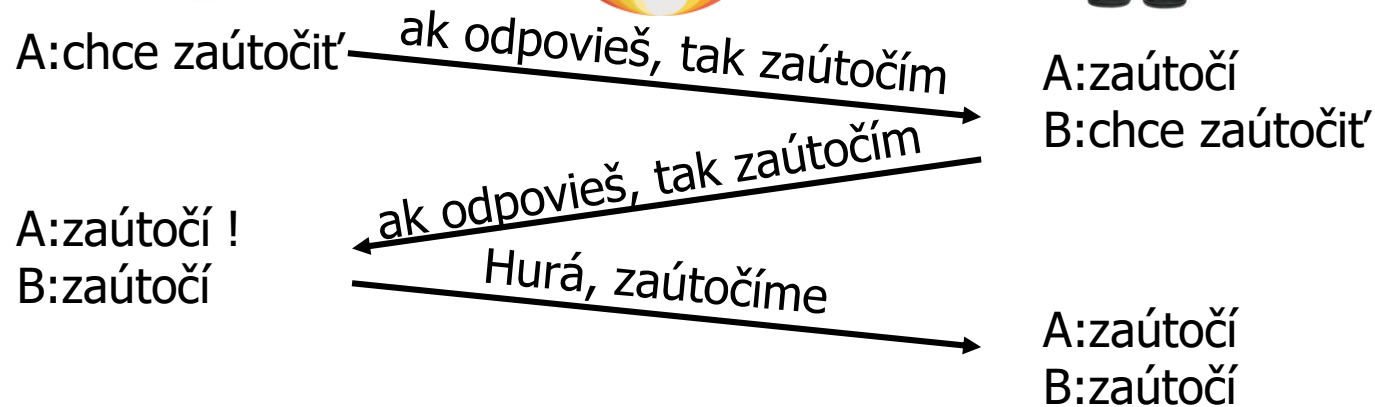 A:chce zaútočiť
ak odpovieš, tak zaútočím
A:zaútočí
B:chce zaútočiť
ak odpovieš, tak zaútočím
A:zaútočí !
B:zaútočí
Hurá, zaútočíme
A:zaútočí
B:zaútočí